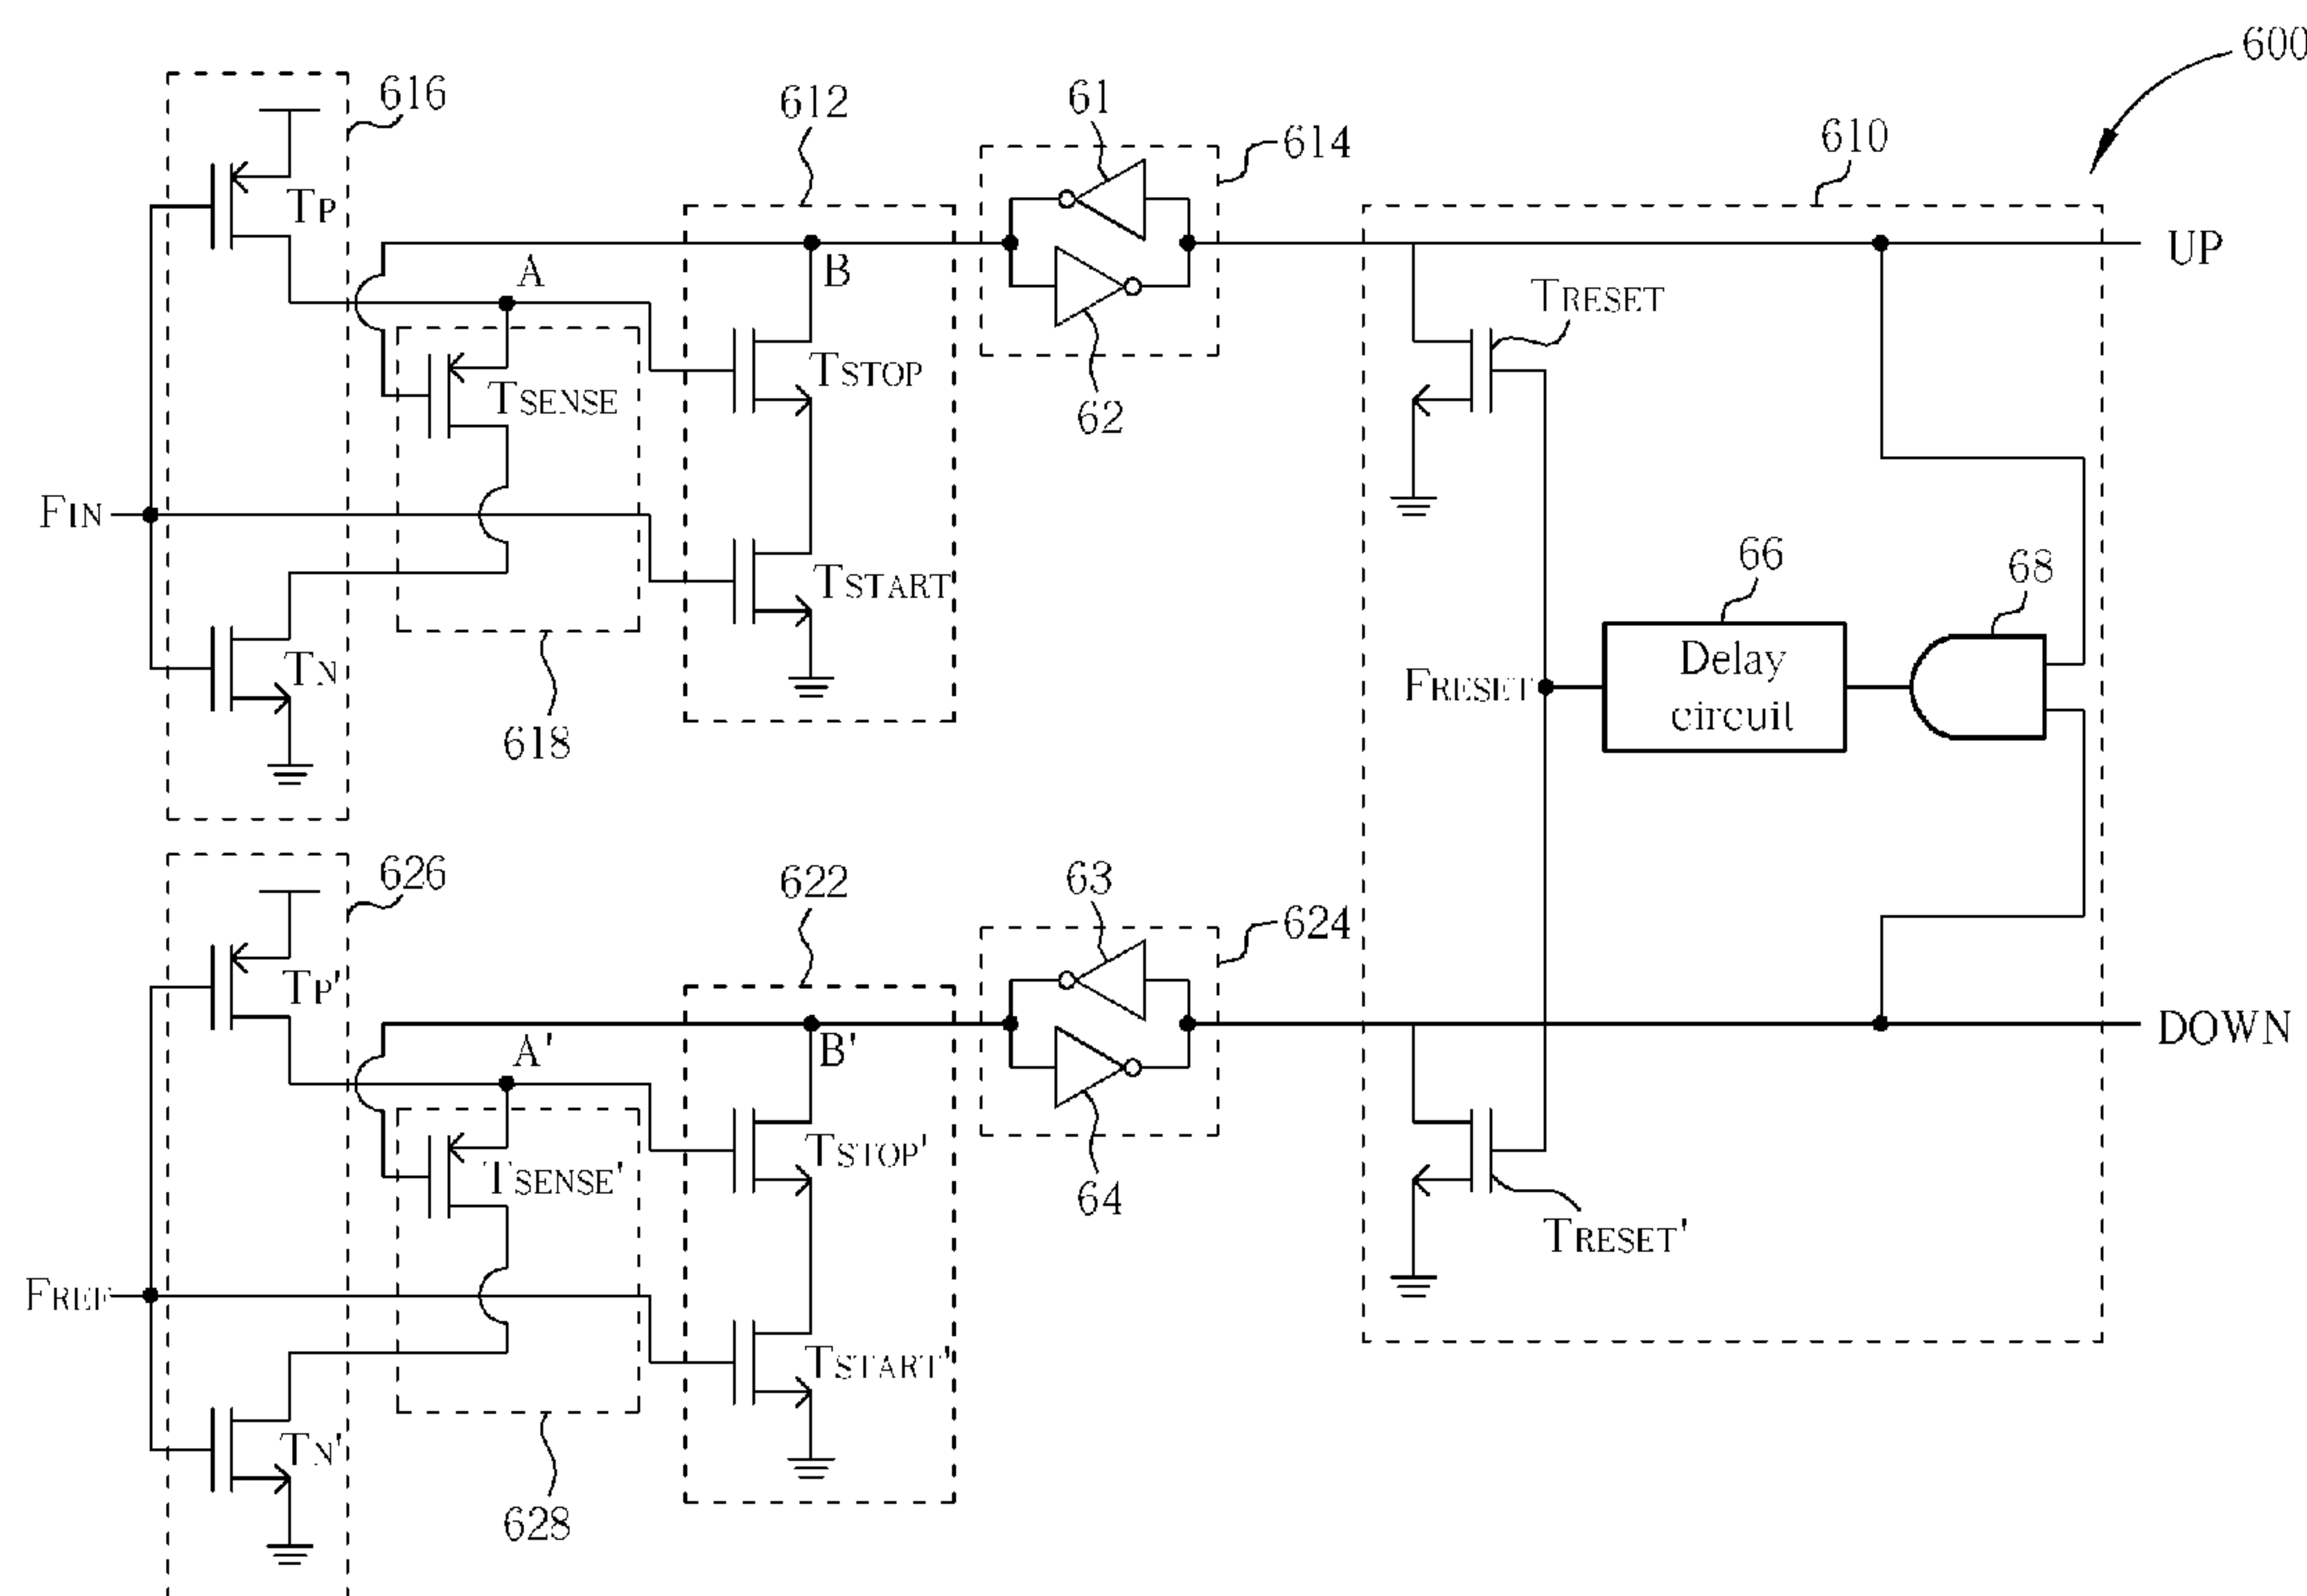 600
616
612
61
614
610
TP
A
B
UP
TRESET
TSENSE
TSTOP
62
FIN
TSTART
66
68
TN
618
Delay
circuit
FRESET
626
622
63
624
TP'
A'
B'
DOWN
TSENSE'
TSTOP'
64
TRESET'
FREF
TSTART'
TN'
628